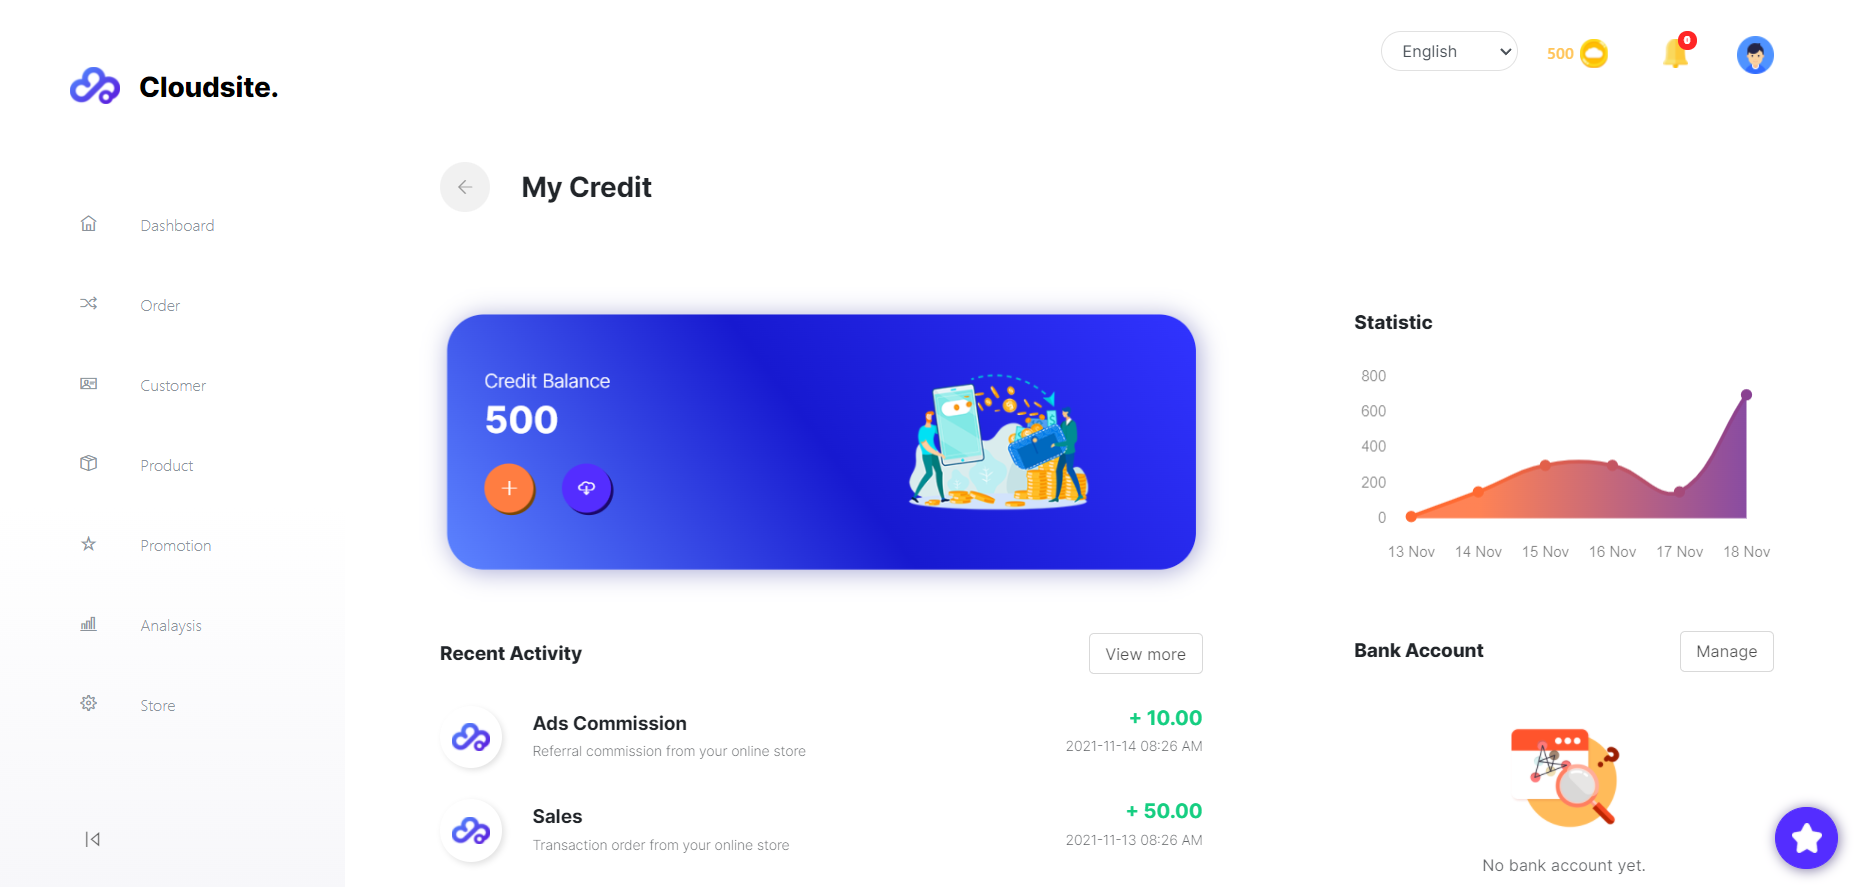 English
500
0
Cloudsite.
My Credit
Dashboard
Order
Customer
Product
Promotion
Analaysis
Store
Credit Balance
500
Statistic
800
600
400
200
0
13 Nov 14 Nov 15 Nov 16 Nov 17 Nov 18 Nov
Recent Activity
View more
Ads Commission
+ 10.00
Referral commission from your online store
2021-11-14 08:26 AM
Sales
+ 50.00
Transaction order from your online store
2021-11-13 08:26 AM
Bank Account
Manage
No bank account yet.